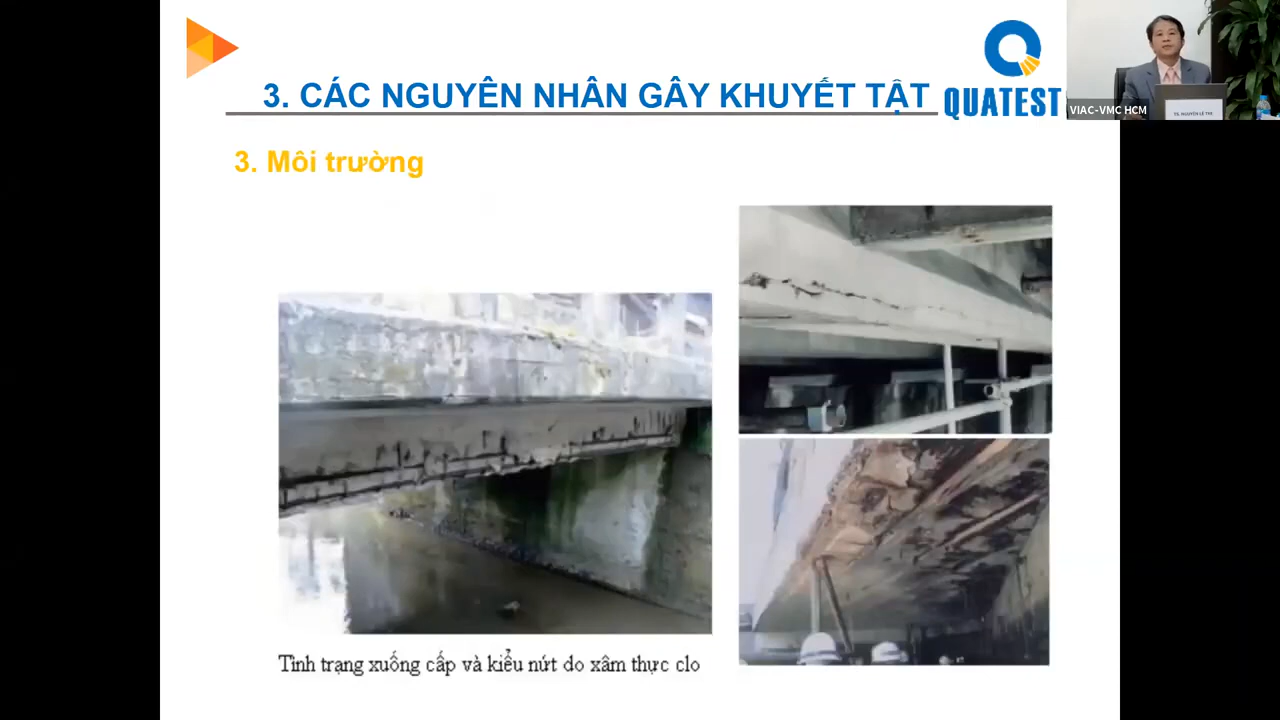 3. CÁC NGUYÊN NHÂN GÂY KHUYẾT TẬT
QUATEST
VIAC-VMC HCM
3. Môi trường
Tình trạng xuống cấp và kiểu nứt do xâm thực clo